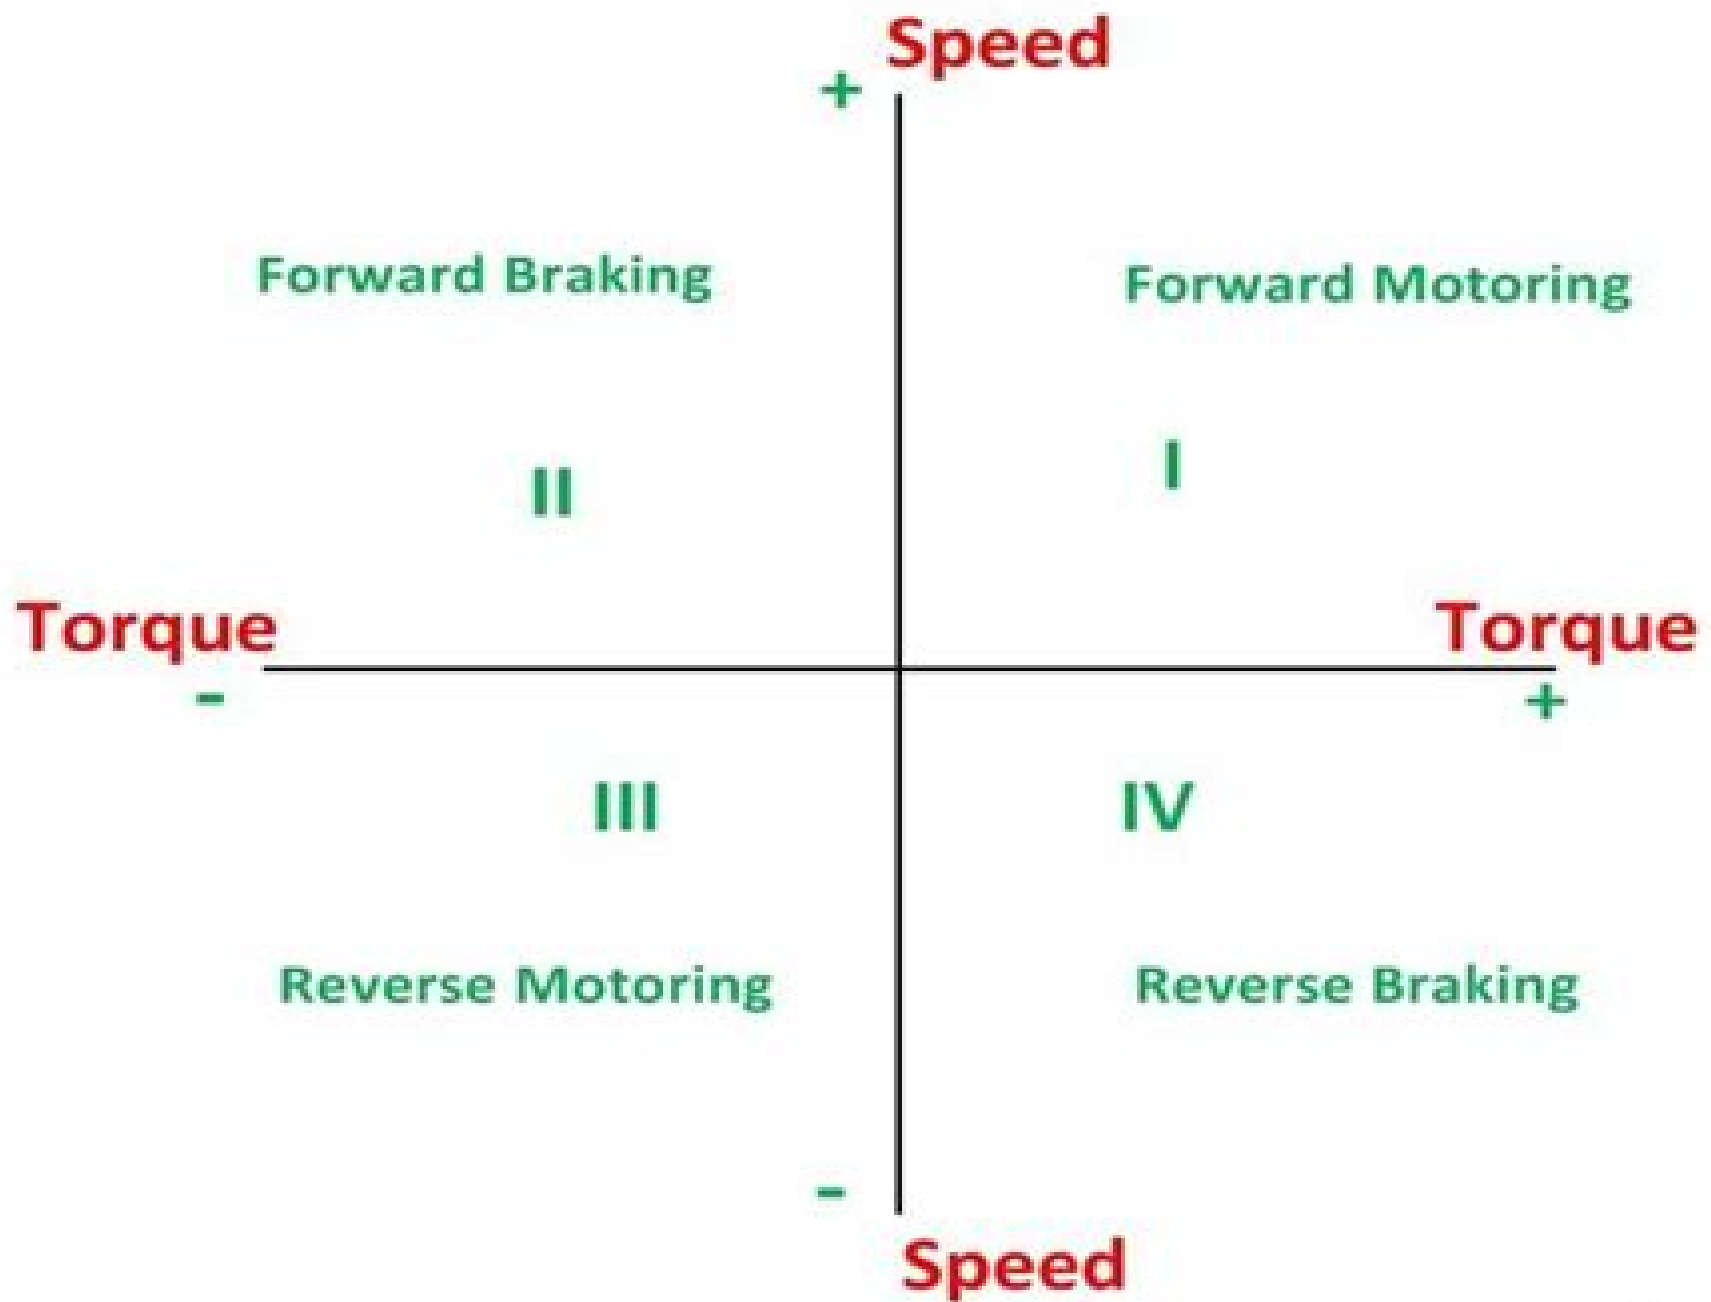 Speed
+
Forward Braking
Forward Motoring
I
II
Torque
Torque
-
+
III
IV
Reverse Motoring
Reverse Braking
-
Speed